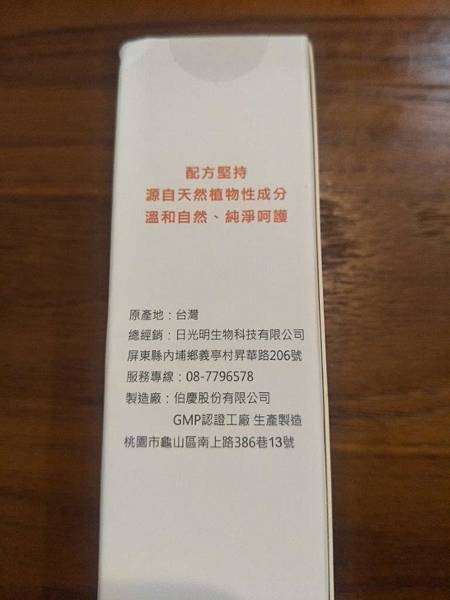 配方堅持
源自天然植物性成分
溫和自然、純淨呵護
原產地：台灣
總經銷：日光明生物科技有限公司
屏東縣內埔鄉義亭村昇華路206號
服務專線：08-7796578
製造廠：伯慶股份有限公司
GMP認證工廠 生產製造
桃園市龜山區南上路386巷13號